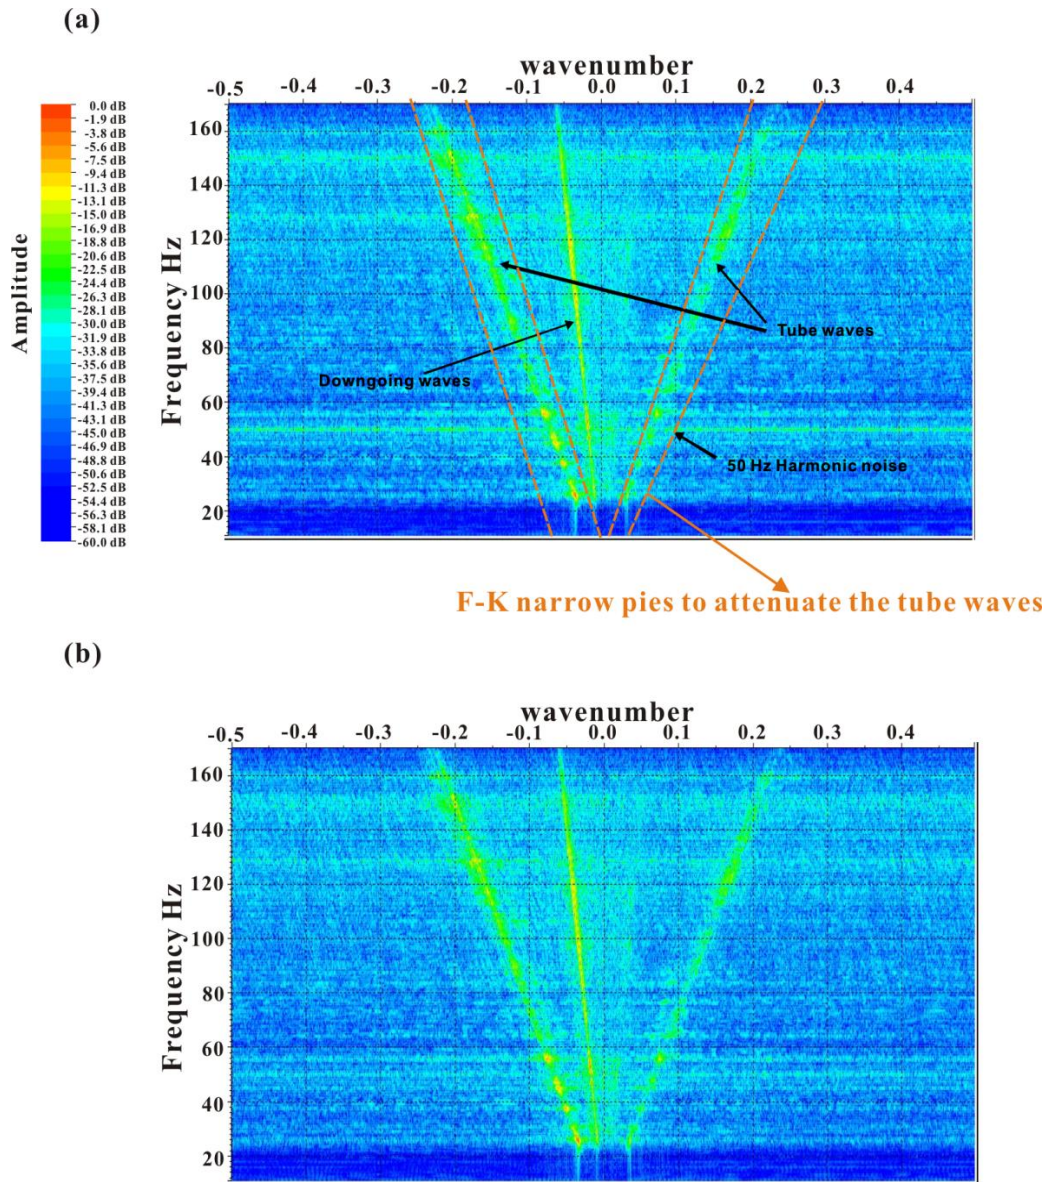 (a)
wavenumber
-0.5 -0.4 -0.3 -0.2 -0.1 0.0 0.1 0.2 0.3 0.4
Amplitude
0.0 dB
-1.9 dB
-3.8 dB
-5.6 dB
-7.5 dB
-9.4 dB
-11.3 dB
-13.1 dB
-15.0 dB
-16.9 dB
-18.8 dB
-20.6 dB
-22.5 dB
-24.4 dB
-26.3 dB
-28.1 dB
-30.0 dB
-31.9 dB
-33.8 dB
-35.6 dB
-37.5 dB
-39.4 dB
-41.3 dB
-43.1 dB
-45.0 dB
-46.9 dB
-48.8 dB
-50.6 dB
-52.5 dB
-54.4 dB
-56.3 dB
-58.1 dB
-60.0 dB
Frequency Hz
160
140
120
100
80
60
40
20
Tube waves
Downgoing waves
50 Hz Harmonic noise
F-K narrow pies to attenuate the tube waves
(b)
wavenumber
-0.5 -0.4 -0.3 -0.2 -0.1 0.0 0.1 0.2 0.3 0.4
Frequency Hz
160
140
120
100
80
60
40
20